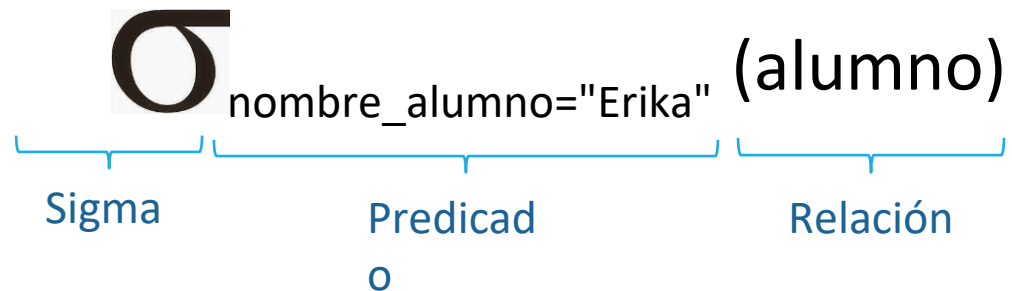 σ nombre_alumno="Erika" (alumno)
Sigma Predicad Relación
o